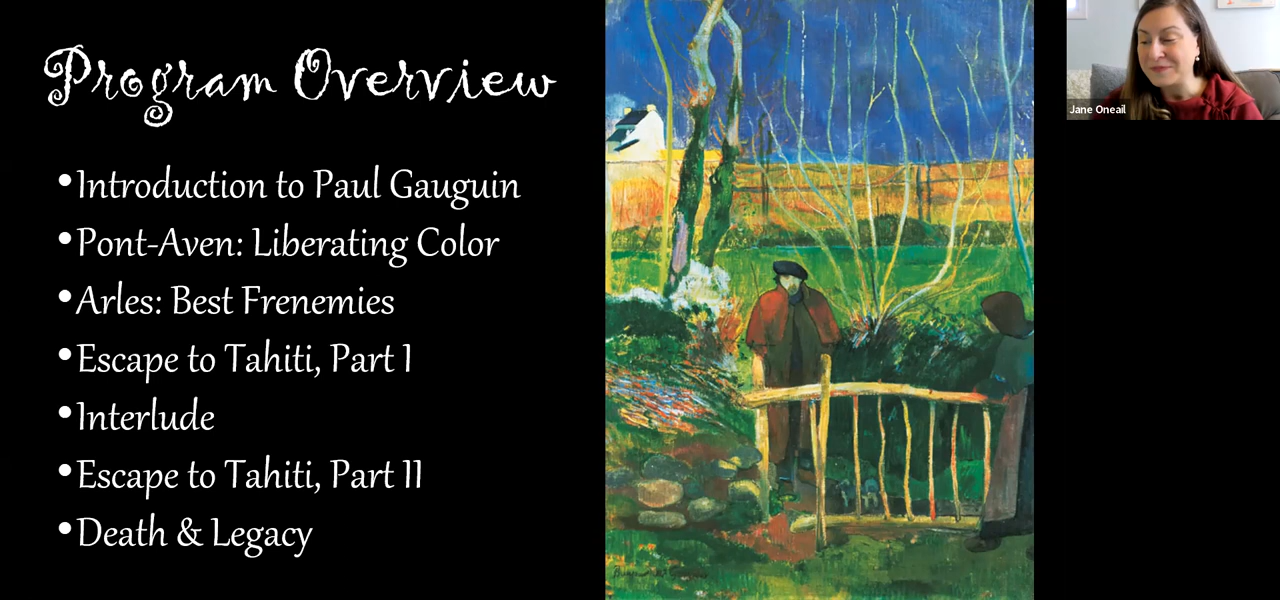 Program Overview
Jane Oneail
•Introduction to Paul Gauguin
•Pont-Aven: Liberating Color
•Arles: Best Frenemies
•Escape to Tahiti, Part I
•Interlude
•Escape to Tahiti, Part II
•Death & Legacy